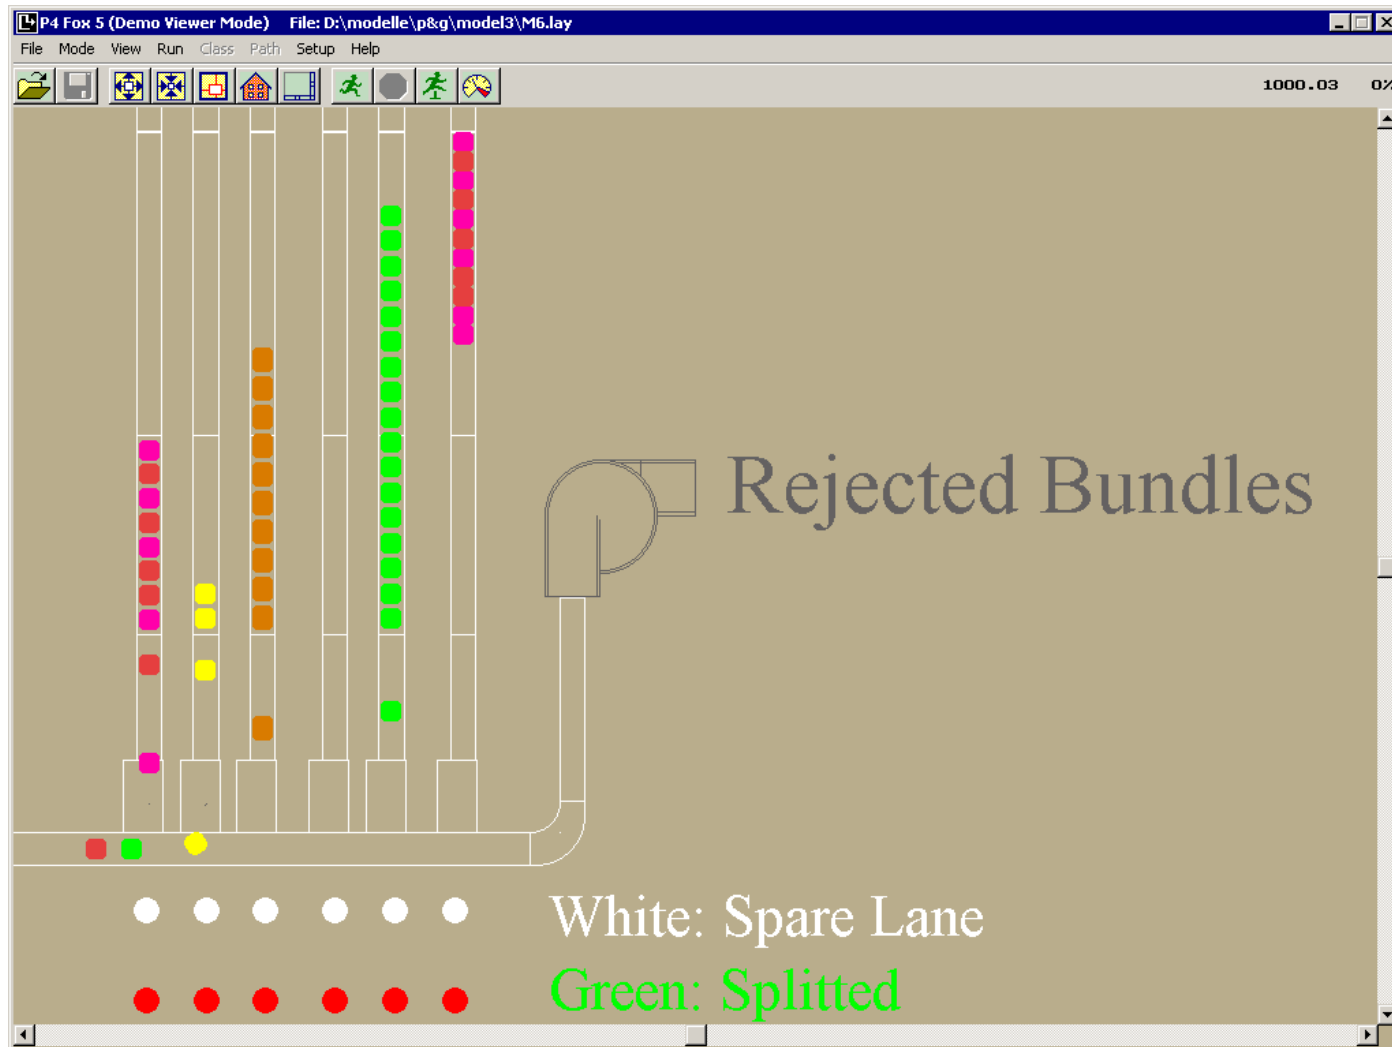 P4 Fox 5 (Demo Viewer Mode) File: D:\modelle\p&g\model3\M6.lay
File Mode View Run Class Path Setup Help
1000.03 0%
Rejected Bundles
White: Spare Lane
Green: Splitted